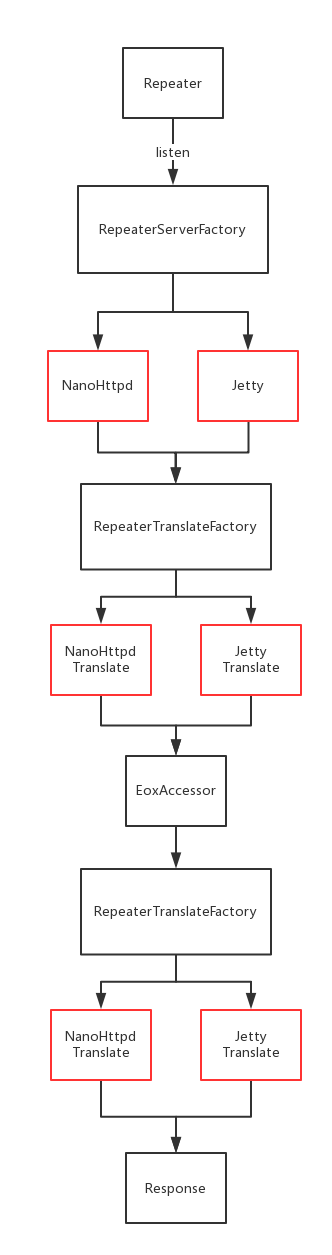 Repeater
listen
RepeaterServerFactory
NanoHttpd
Jetty
RepeaterTranslateFactory
NanoHttpd
Translate
Jetty
Translate
EoxAccessor
RepeaterTranslateFactory
NanoHttpd
Translate
Jetty
Translate
Response